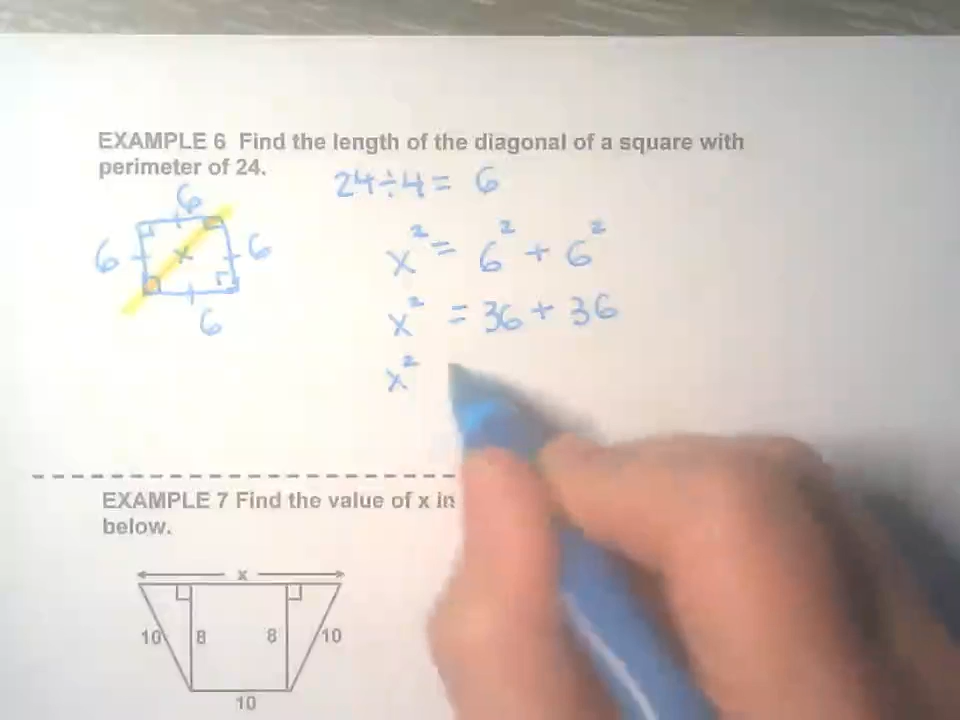 EXAMPLE 6 Find the length of the diagonal of a square with
perimeter of 24.
24÷4= 6
6
6 x 6
6
x² = 6² + 6²
x² = 36 + 36
x²
EXAMPLE 7 Find the value of x in
below.
x
10 8 8 10
10